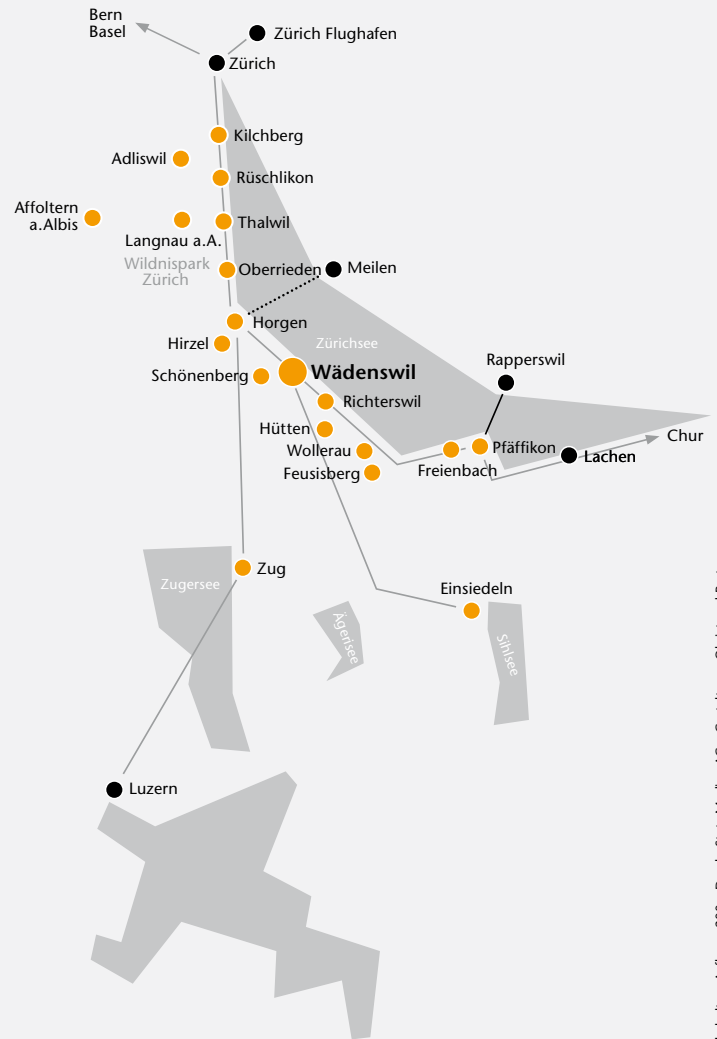 Bern
Basel
Zürich Flughafen
Zürich
Kilchberg
Adliswil
Rüschlikon
Affoltern
a.Albis
Langnau a.A.
Thalwil
Wildnispark
Zürich
Oberrieden
Meilen
Horgen
Hirzel
Zürichsee
Schönenberg
Wädenswil
Rapperswil
Richterswil
Hütten
Wollerau
Feusisberg
Freienbach
Pfäffikon
Chur
Lachen
Zug
Zugersee
Ägerisee
Einsiedeln
Sihlsee
Luzern